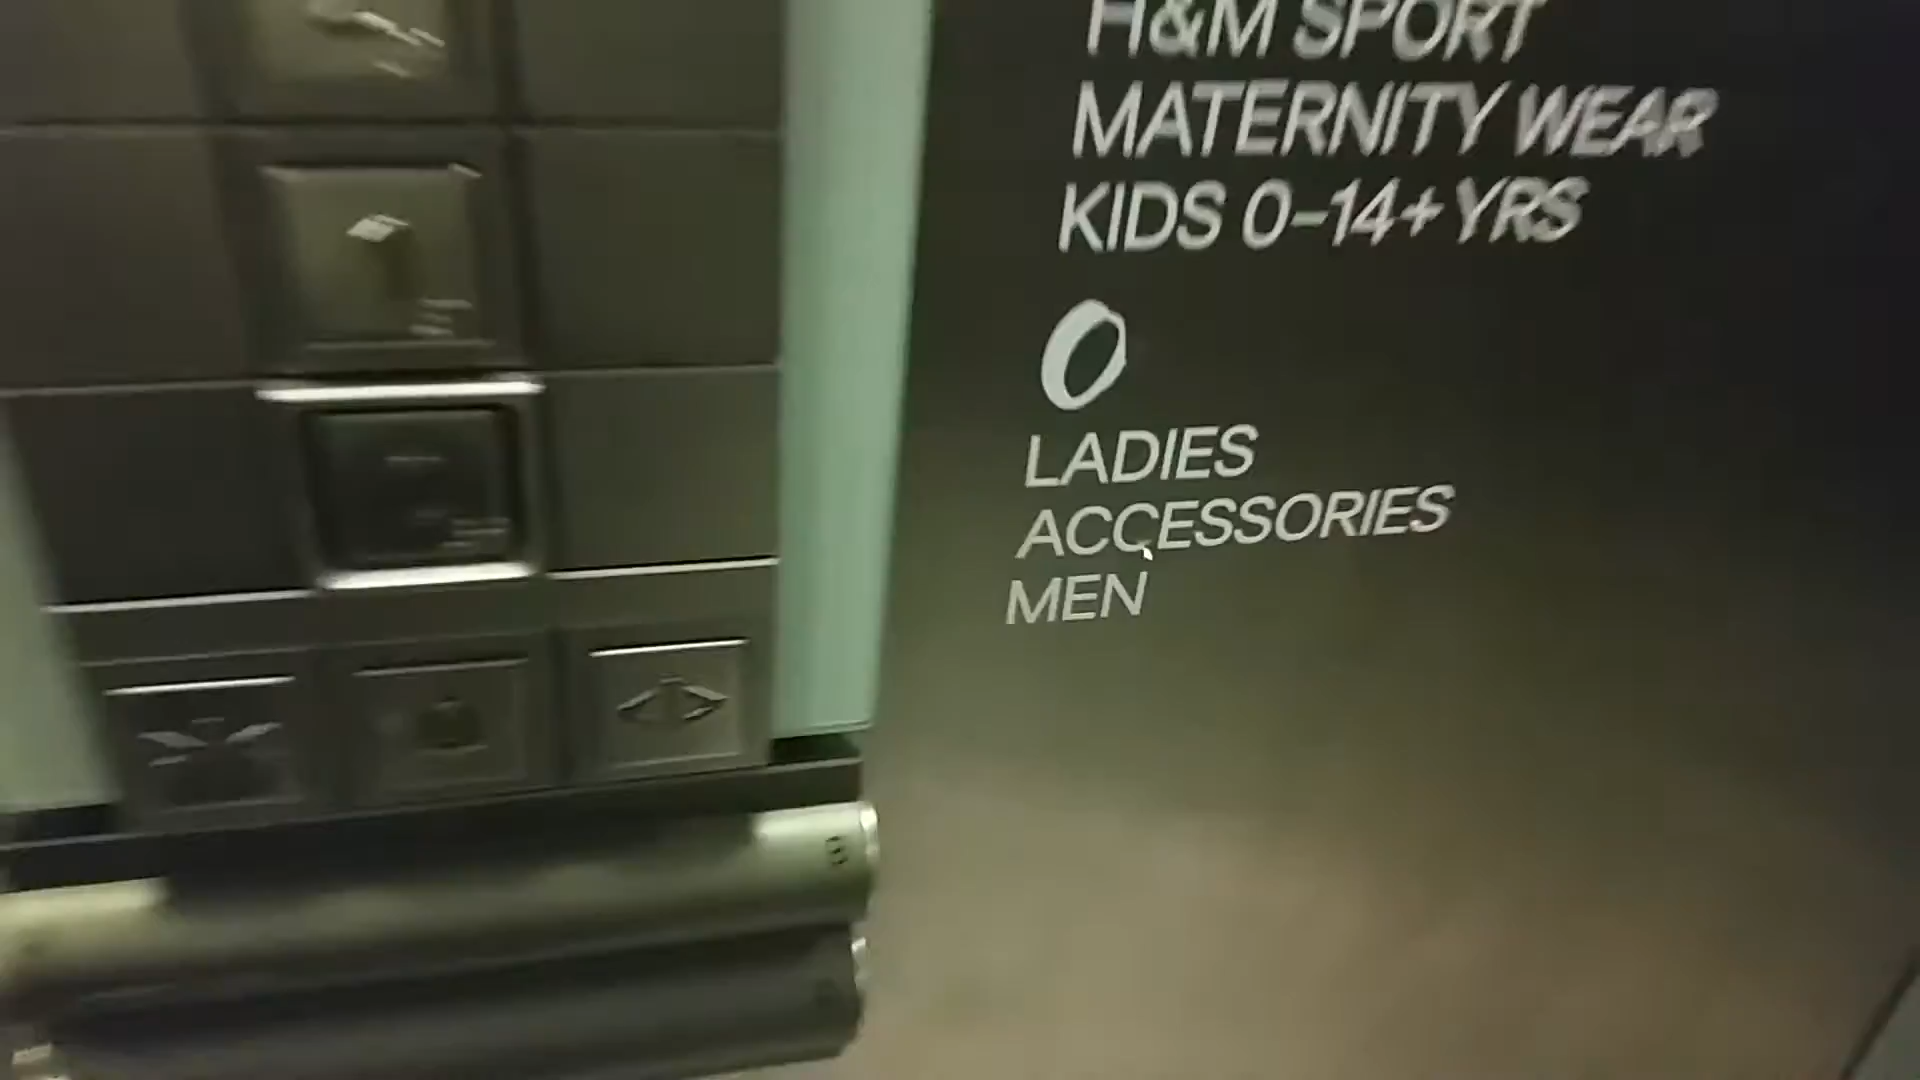 H&M SPORT
MATERNITY WEAR
KIDS 0–14+ YRS
0
LADIES
ACCESSORIES
MEN